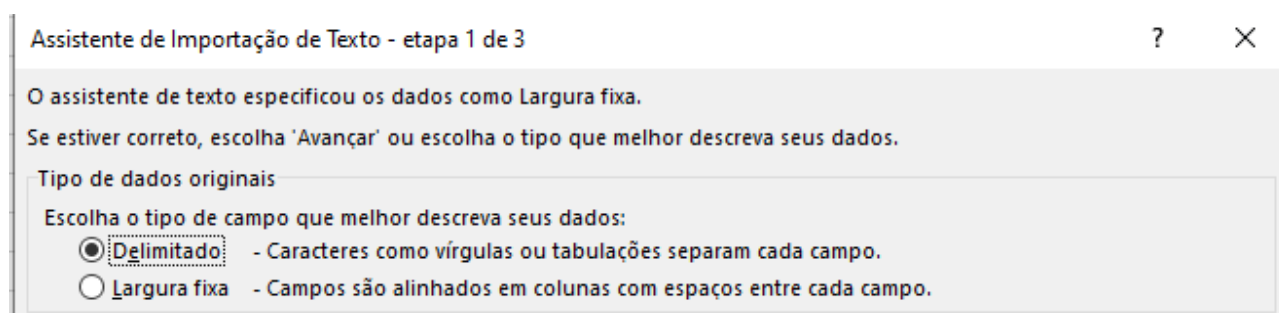 Assistente de Importação de Texto - etapa 1 de 3 ?
O assistente de texto especificou os dados como Largura fixa.
Se estiver correto, escolha 'Avançar' ou escolha o tipo que melhor descreva seus dados.
Tipo de dados originais
Escolha o tipo de campo que melhor descreva seus dados:
Delimitado - Caracteres como vírgulas ou tabulações separam cada campo.
Largura fixa - Campos são alinhados em colunas com espaços entre cada campo.